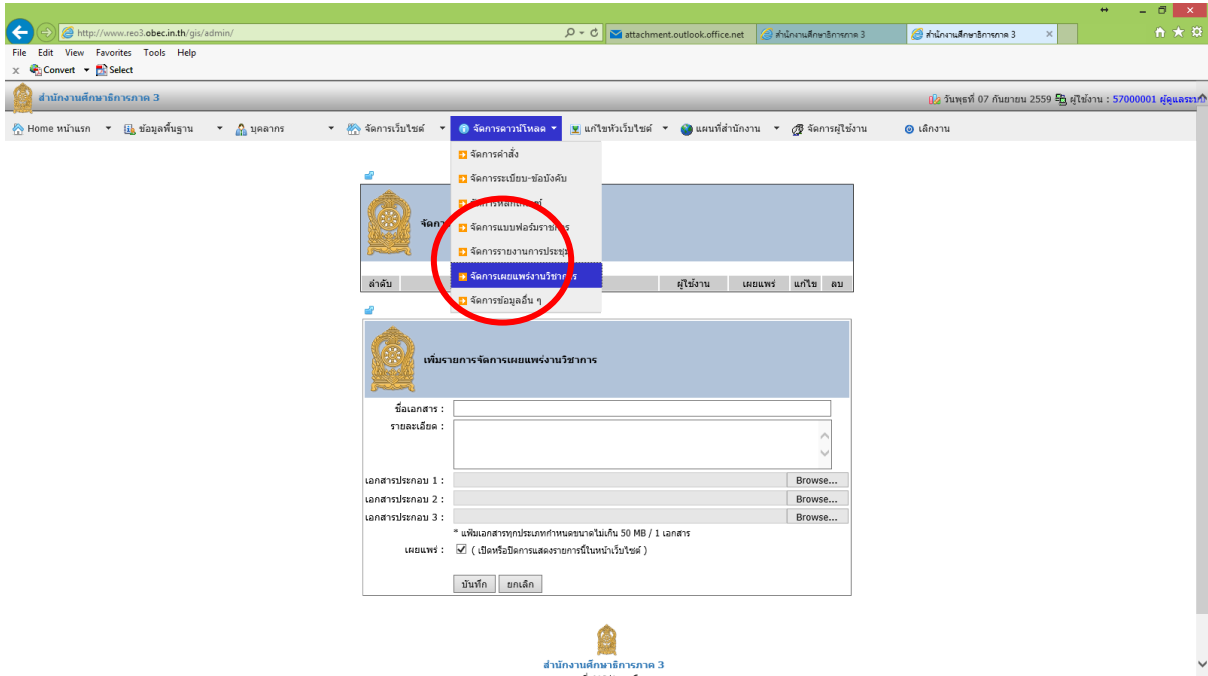 http://www.reo3.obec.in.th/gis/admin/
attachment.outlook.office.net
สำนักงานศึกษาธิการภาค 3
สำนักงานศึกษาธิการภาค 3
File Edit View Favorites Tools Help
x Convert Select
สำนักงานศึกษาธิการภาค 3
วันพุธที่ 07 กันยายน 2559 ผู้ใช้งาน : 57000001 ผู้ดูแลระบบ
Home หน้าแรก ข้อมูลพื้นฐาน บุคลากร จัดการเว็บไซต์ จัดการดาวน์โหลด แก้ไขหัวเว็บไซต์ แผนที่สำนักงาน จัดการผู้ใช้งาน เลิกงาน
จัดการคำสั่ง
จัดการระเบียบ-ข้อบังคับ
จัดการหลักเกณฑ์
จัดการแบบฟอร์มราชการ
จัดการรายงานการประชุม
จัดการเผยแพร่งานวิชาการ
จัดการข้อมูลอื่น ๆ
ลำดับ ผู้ใช้งาน เผยแพร่ แก้ไข ลบ
เพิ่มรายการจัดการเผยแพร่งานวิชาการ
ชื่อเอกสาร :
รายละเอียด :
เอกสารประกอบ 1 : Browse...
เอกสารประกอบ 2 : Browse...
เอกสารประกอบ 3 : Browse...
* แฟ้มเอกสารทุกประเภทกำหนดขนาดไม่เกิน 50 MB / 1 เอกสาร
เผยแพร่ : ( เปิดหรือปิดการแสดงรายการนี้ในหน้าเว็บไซต์ )
บันทึก ยกเลิก
สำนักงานศึกษาธิการภาค 3